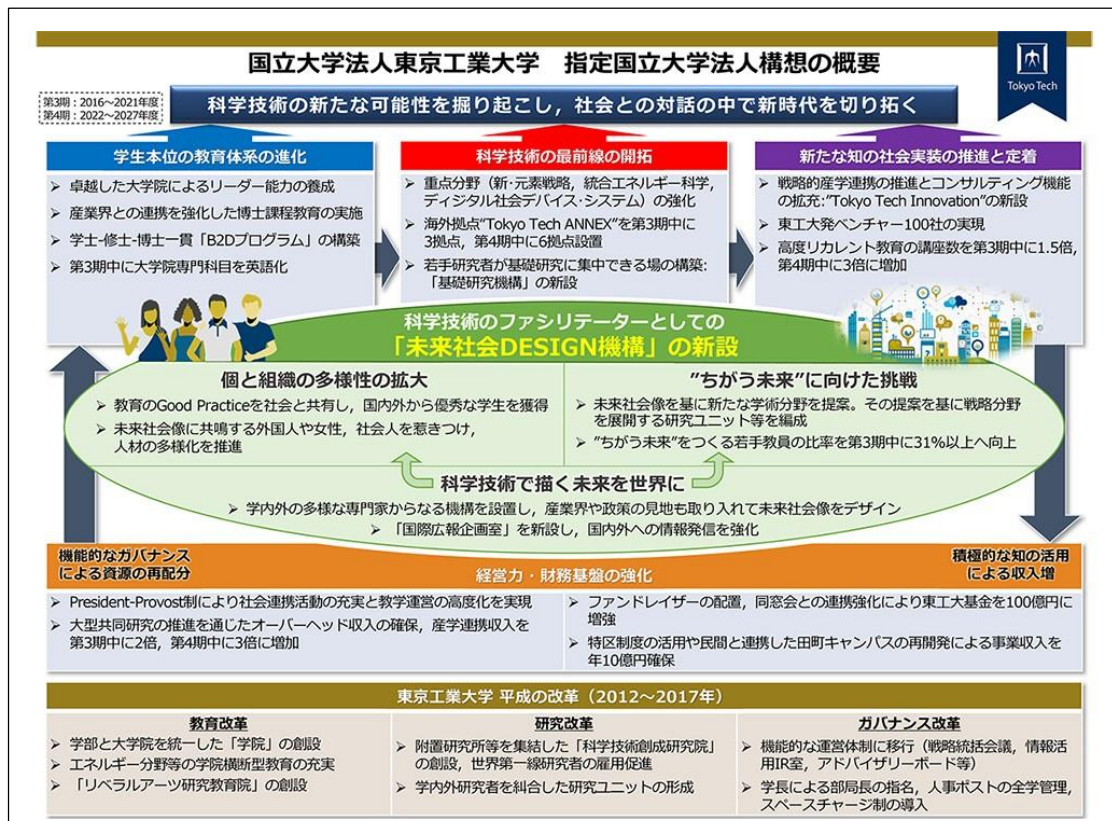 国立大学法人東京工業大学 指定国立大学法人構想の概要
Tokyo Tech
第3期：2016～2021年度
第4期：2022～2027年度
科学技術の新たな可能性を掘り起こし，社会との対話の中で新時代を切り拓く
学生本位の教育体系の進化
➢ 卓越した大学院によるリーダー能力の養成
➢ 産業界との連携を強化した博士課程教育の実施
➢ 学士-修士-博士一貫「B2Dプログラム」の構築
➢ 第3期中に大学院専門科目を英語化
科学技術の最前線の開拓
➢ 重点分野（新･元素戦略，統合エネルギー科学，
ディジタル社会デバイス･システム）の強化
➢ 海外拠点“Tokyo Tech ANNEX”を第3期中に
3拠点，第4期中に6拠点設置
➢ 若手研究者が基礎研究に集中できる場の構築：
「基礎研究機構」の新設
新たな知の社会実装の推進と定着
➢ 戦略的産学連携の推進とコンサルティング機能
の拡充:”Tokyo Tech Innovation”の新設
➢ 東工大発ベンチャー100社の実現
➢ 高度リカレント教育の講座数を第3期中に1.5倍，
第4期中に3倍に増加
科学技術のファシリテーターとしての
「未来社会DESIGN機構」の新設
個と組織の多様性の拡大
➢ 教育のGood Practiceを社会と共有し，国内外から優秀な学生を獲得
➢ 未来社会像に共鳴する外国人や女性，社会人を惹きつけ，
人材の多様化を推進
”ちがう未来”に向けた挑戦
➢ 未来社会像を基に新たな学術分野を提案。その提案を基に戦略分野
を展開する研究ユニット等を編成
➢ ”ちがう未来”をつくる若手教員の比率を第3期中に31%以上へ向上
科学技術で描く未来を世界に
➢ 学内外の多様な専門家からなる機構を設置し，産業界や政策の見地も取り入れて未来社会像をデザイン
➢ 「国際広報企画室」を新設し，国内外への情報発信を強化
機能的なガバナンス
による資源の再配分
経営力・財務基盤の強化
積極的な知の活用
による収入増
➢ President-Provost制により社会連携活動の充実と教学運営の高度化を実現
➢ 大型共同研究の推進を通じたオーバーヘッド収入の確保，産学連携収入を
第3期中に2倍，第4期中に3倍に増加
➢ ファンドレイザーの配置，同窓会との連携強化により東工大基金を100億円に
増強
➢ 特区制度の活用や民間と連携した田町キャンパスの再開発による事業収入を
年10億円確保
東京工業大学 平成の改革（2012～2017年）
教育改革
➢ 学部と大学院を統一した「学院」の創設
➢ エネルギー分野等の学院横断型教育の充実
➢ 「リベラルアーツ研究教育院」の創設
研究改革
➢ 附置研究所等を集結した「科学技術創成研究院」
の創設，世界第一線研究者の雇用促進
➢ 学内外研究者を糾合した研究ユニットの形成
ガバナンス改革
➢ 機能的な運営体制に移行（戦略統括会議，情報活
用IR室，アドバイザリーボード等）
➢ 学長による部局長の指名，人事ポストの全学管理，
スペースチャージ制の導入